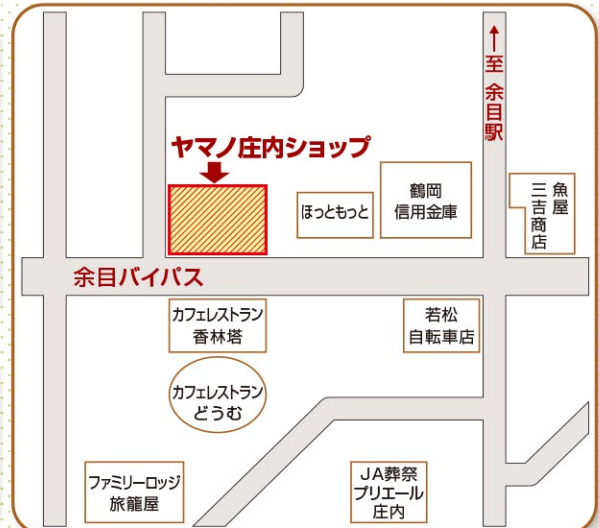 ↑至 余目駅
ヤマノ庄内ショップ
ほっともっと
鶴岡
信用金庫
魚屋
三吉商店
余目バイパス
カフェレストラン
香林塔
若松
自転車店
カフェレストラン
どうむ
ファミリーロッジ
旅籠屋
JA葬祭
プリエール
庄内